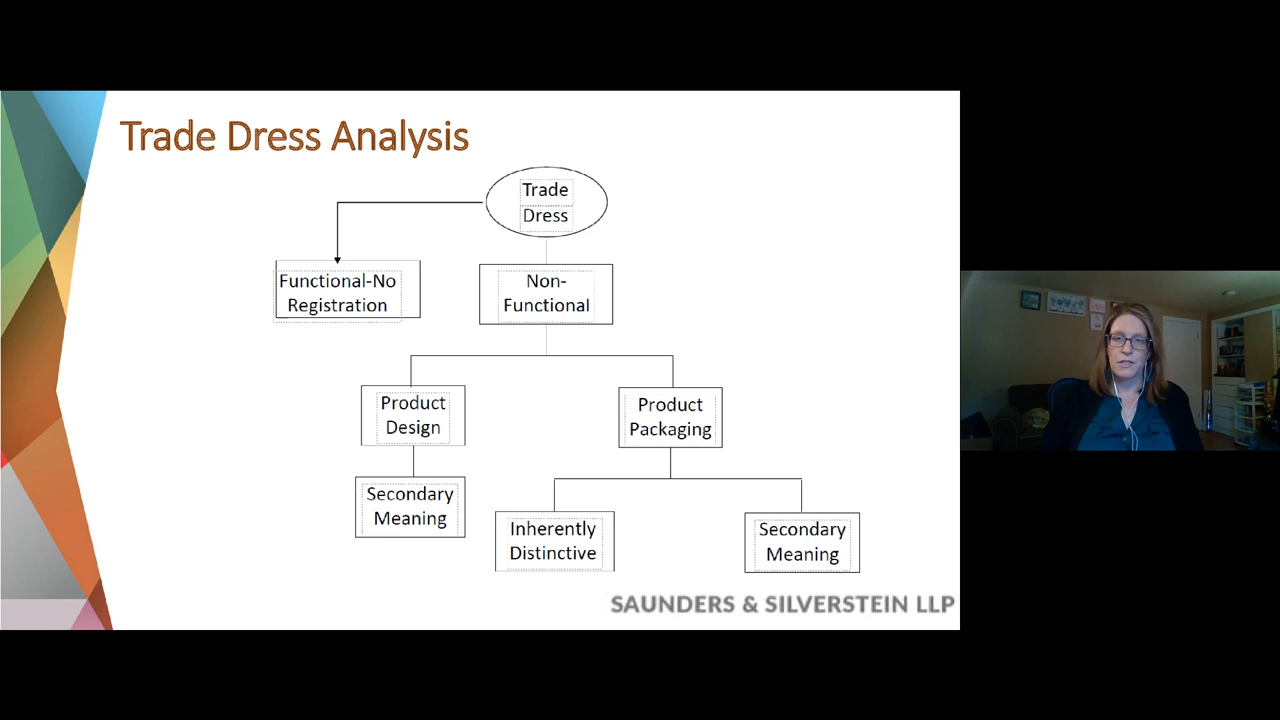 Trade Dress Analysis
Trade
Dress
Functional-No
Registration
Non-
Functional
Product
Design
Product
Packaging
Secondary
Meaning
Inherently
Distinctive
Secondary
Meaning
SAUNDERS & SILVERSTEIN LLP